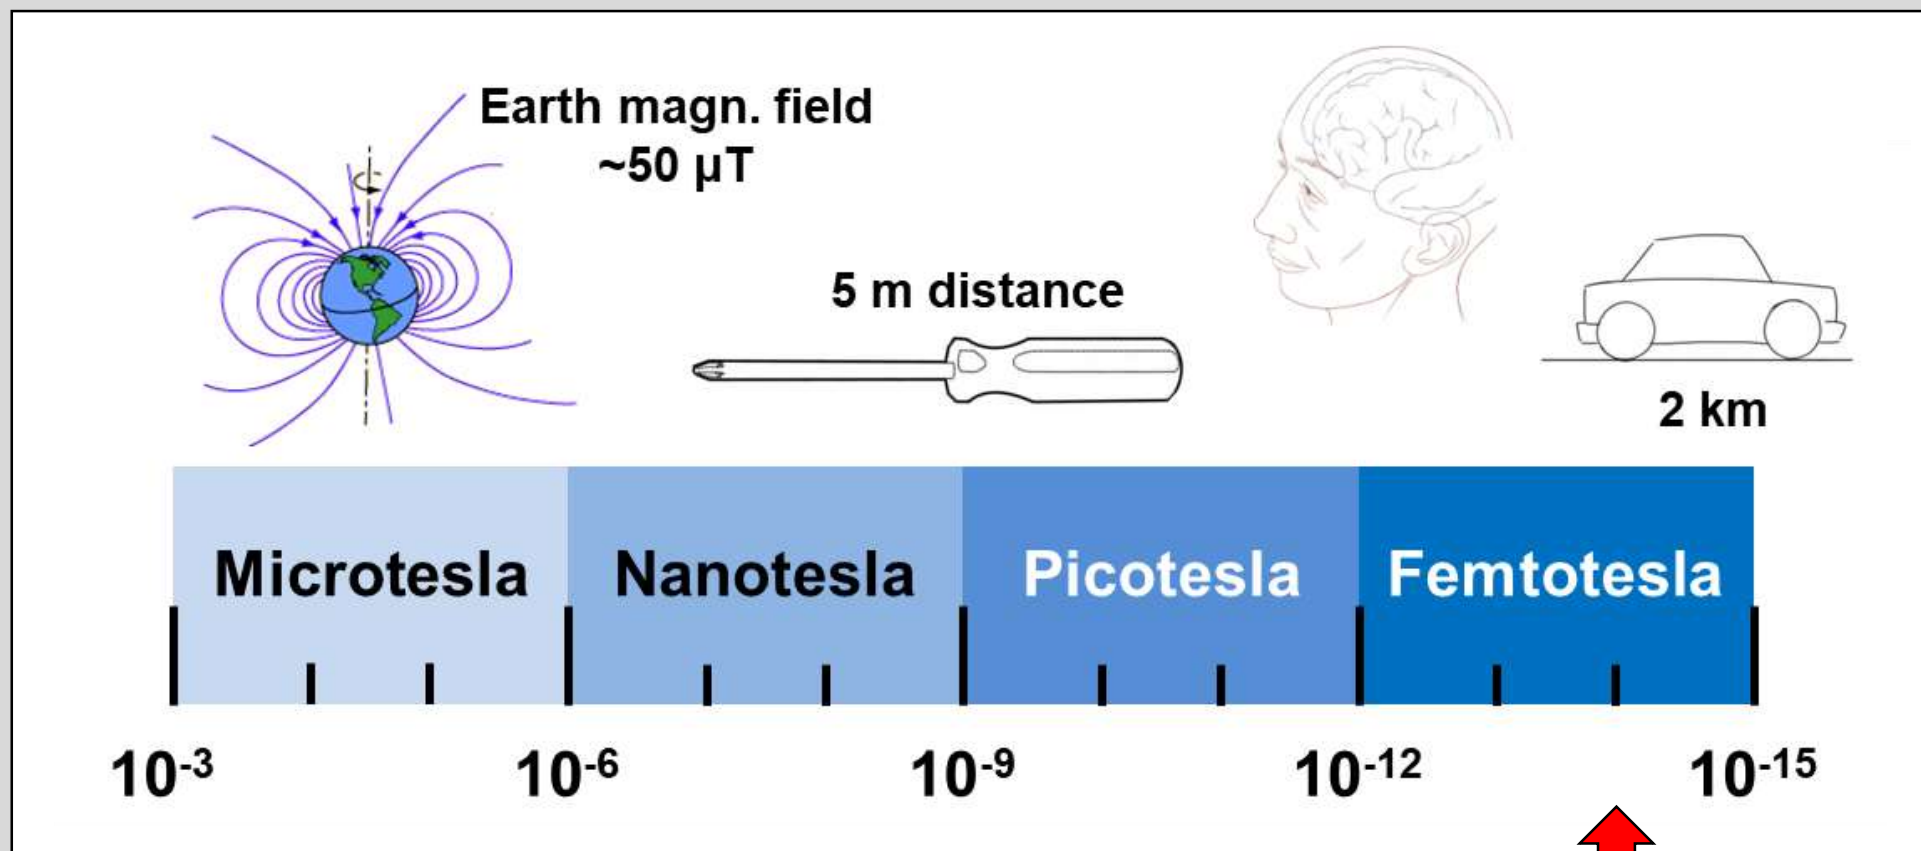 Earth magn. field
~50 µT
5 m distance
2 km
Microtesla Nanotesla Picotesla Femtotesla
10⁻³ 10⁻⁶ 10⁻⁹ 10⁻¹² 10⁻¹⁵